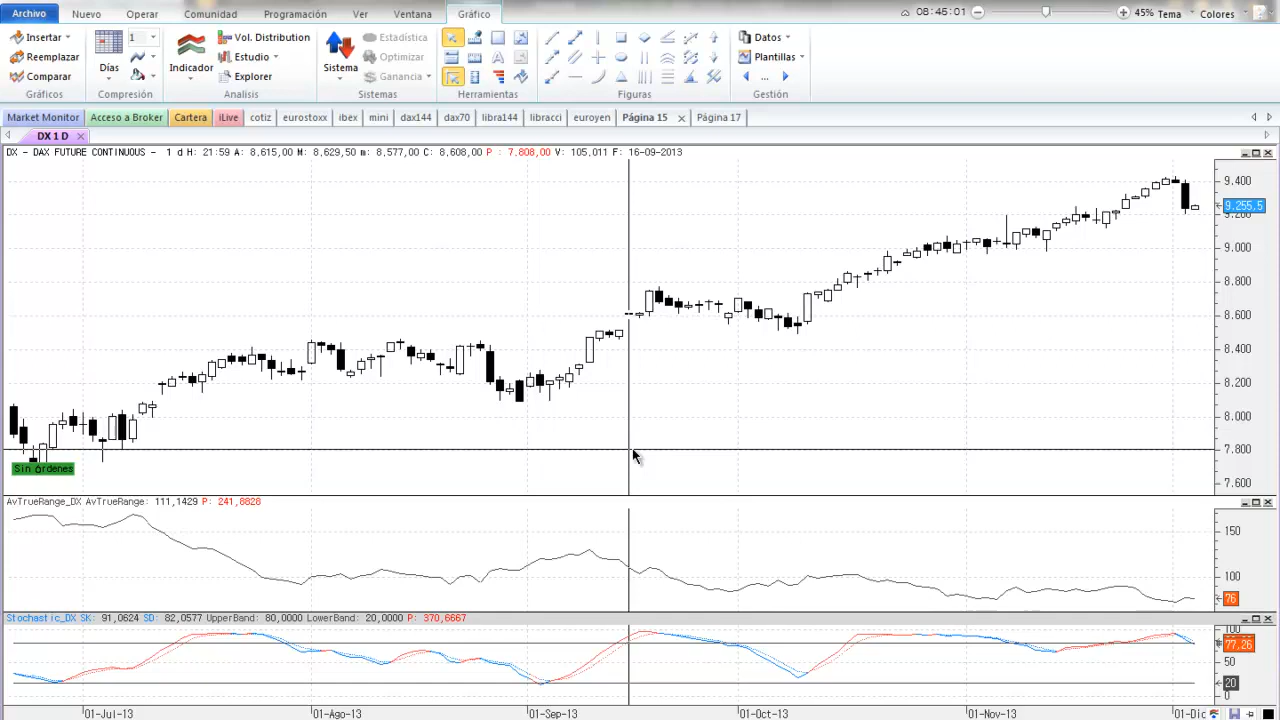 Archivo Nuevo Operar Comunidad Programación Ver Ventana Gráfico 08:45:01 45% Tema Colores
Insertar 1 Vol. Distribution Estadística Datos
Reemplazar Estudio Optimizar Plantillas
Comparar Días Indicador Explorer Sistema Ganancia ...
Gráficos Compresión Analisis Sistemas Herramientas Figuras Gestión
Market Monitor Acceso a Broker Cartera iLive cotiz eurostoxx ibex mini dax144 dax70 libra144 libracci euroyen Página 15 Página 17
DX 1 D
DX - DAX FUTURE CONTINUOUS - 1 d H: 21:59 A: 8.615,00 M: 8.629,50 m: 8.577,00 C: 8.608,00 P : 7.808,00 V: 105.011 F: 16-09-2013
9.400
9.255,5
9.200
9.000
8.800
8.600
8.400
8.200
8.000
7.800
Sin órdenes
7.600
AvTrueRange_DX AvTrueRange: 111,1429 P: 241,8828
150
100
76
Stochastic_DX SK: 91,0624 SD: 82,0577 UpperBand: 80,0000 LowerBand: 20,0000 P: 370,6667
100
77,26
50
20
0
01-Jul-13 01-Ago-13 01-Sep-13 01-Oct-13 01-Nov-13 01-Dic